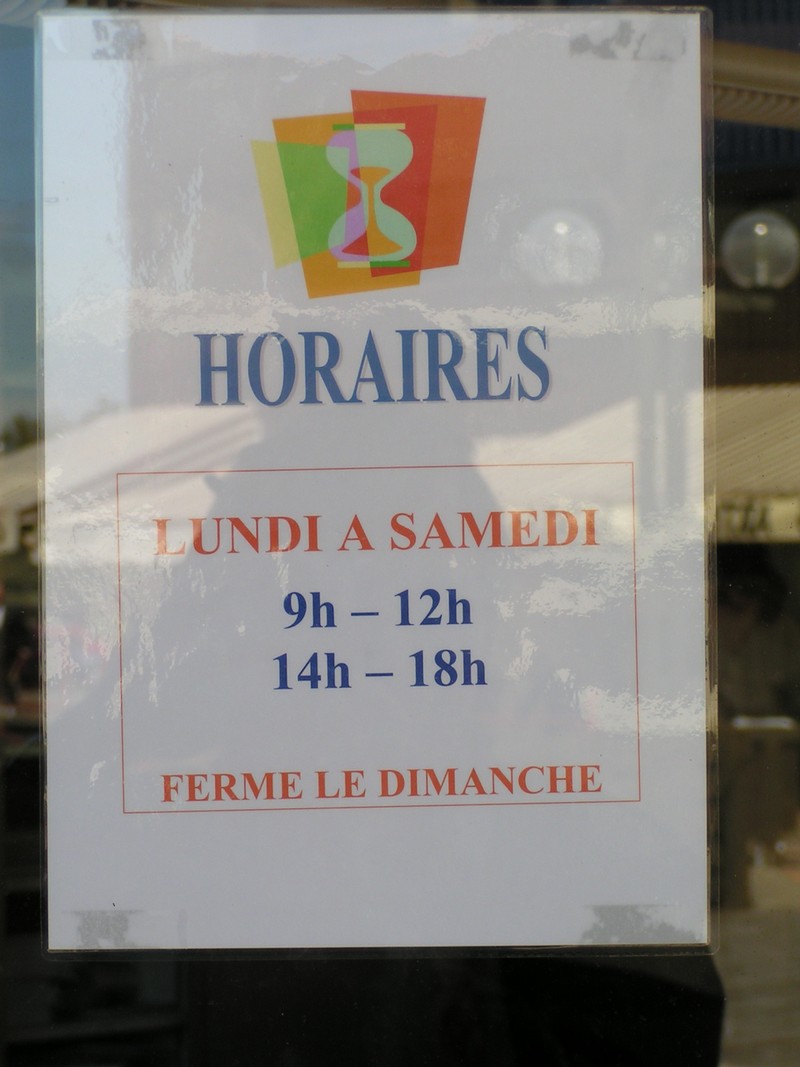 HORAIRES
LUNDI A SAMEDI
9h – 12h
14h – 18h
FERME LE DIMANCHE